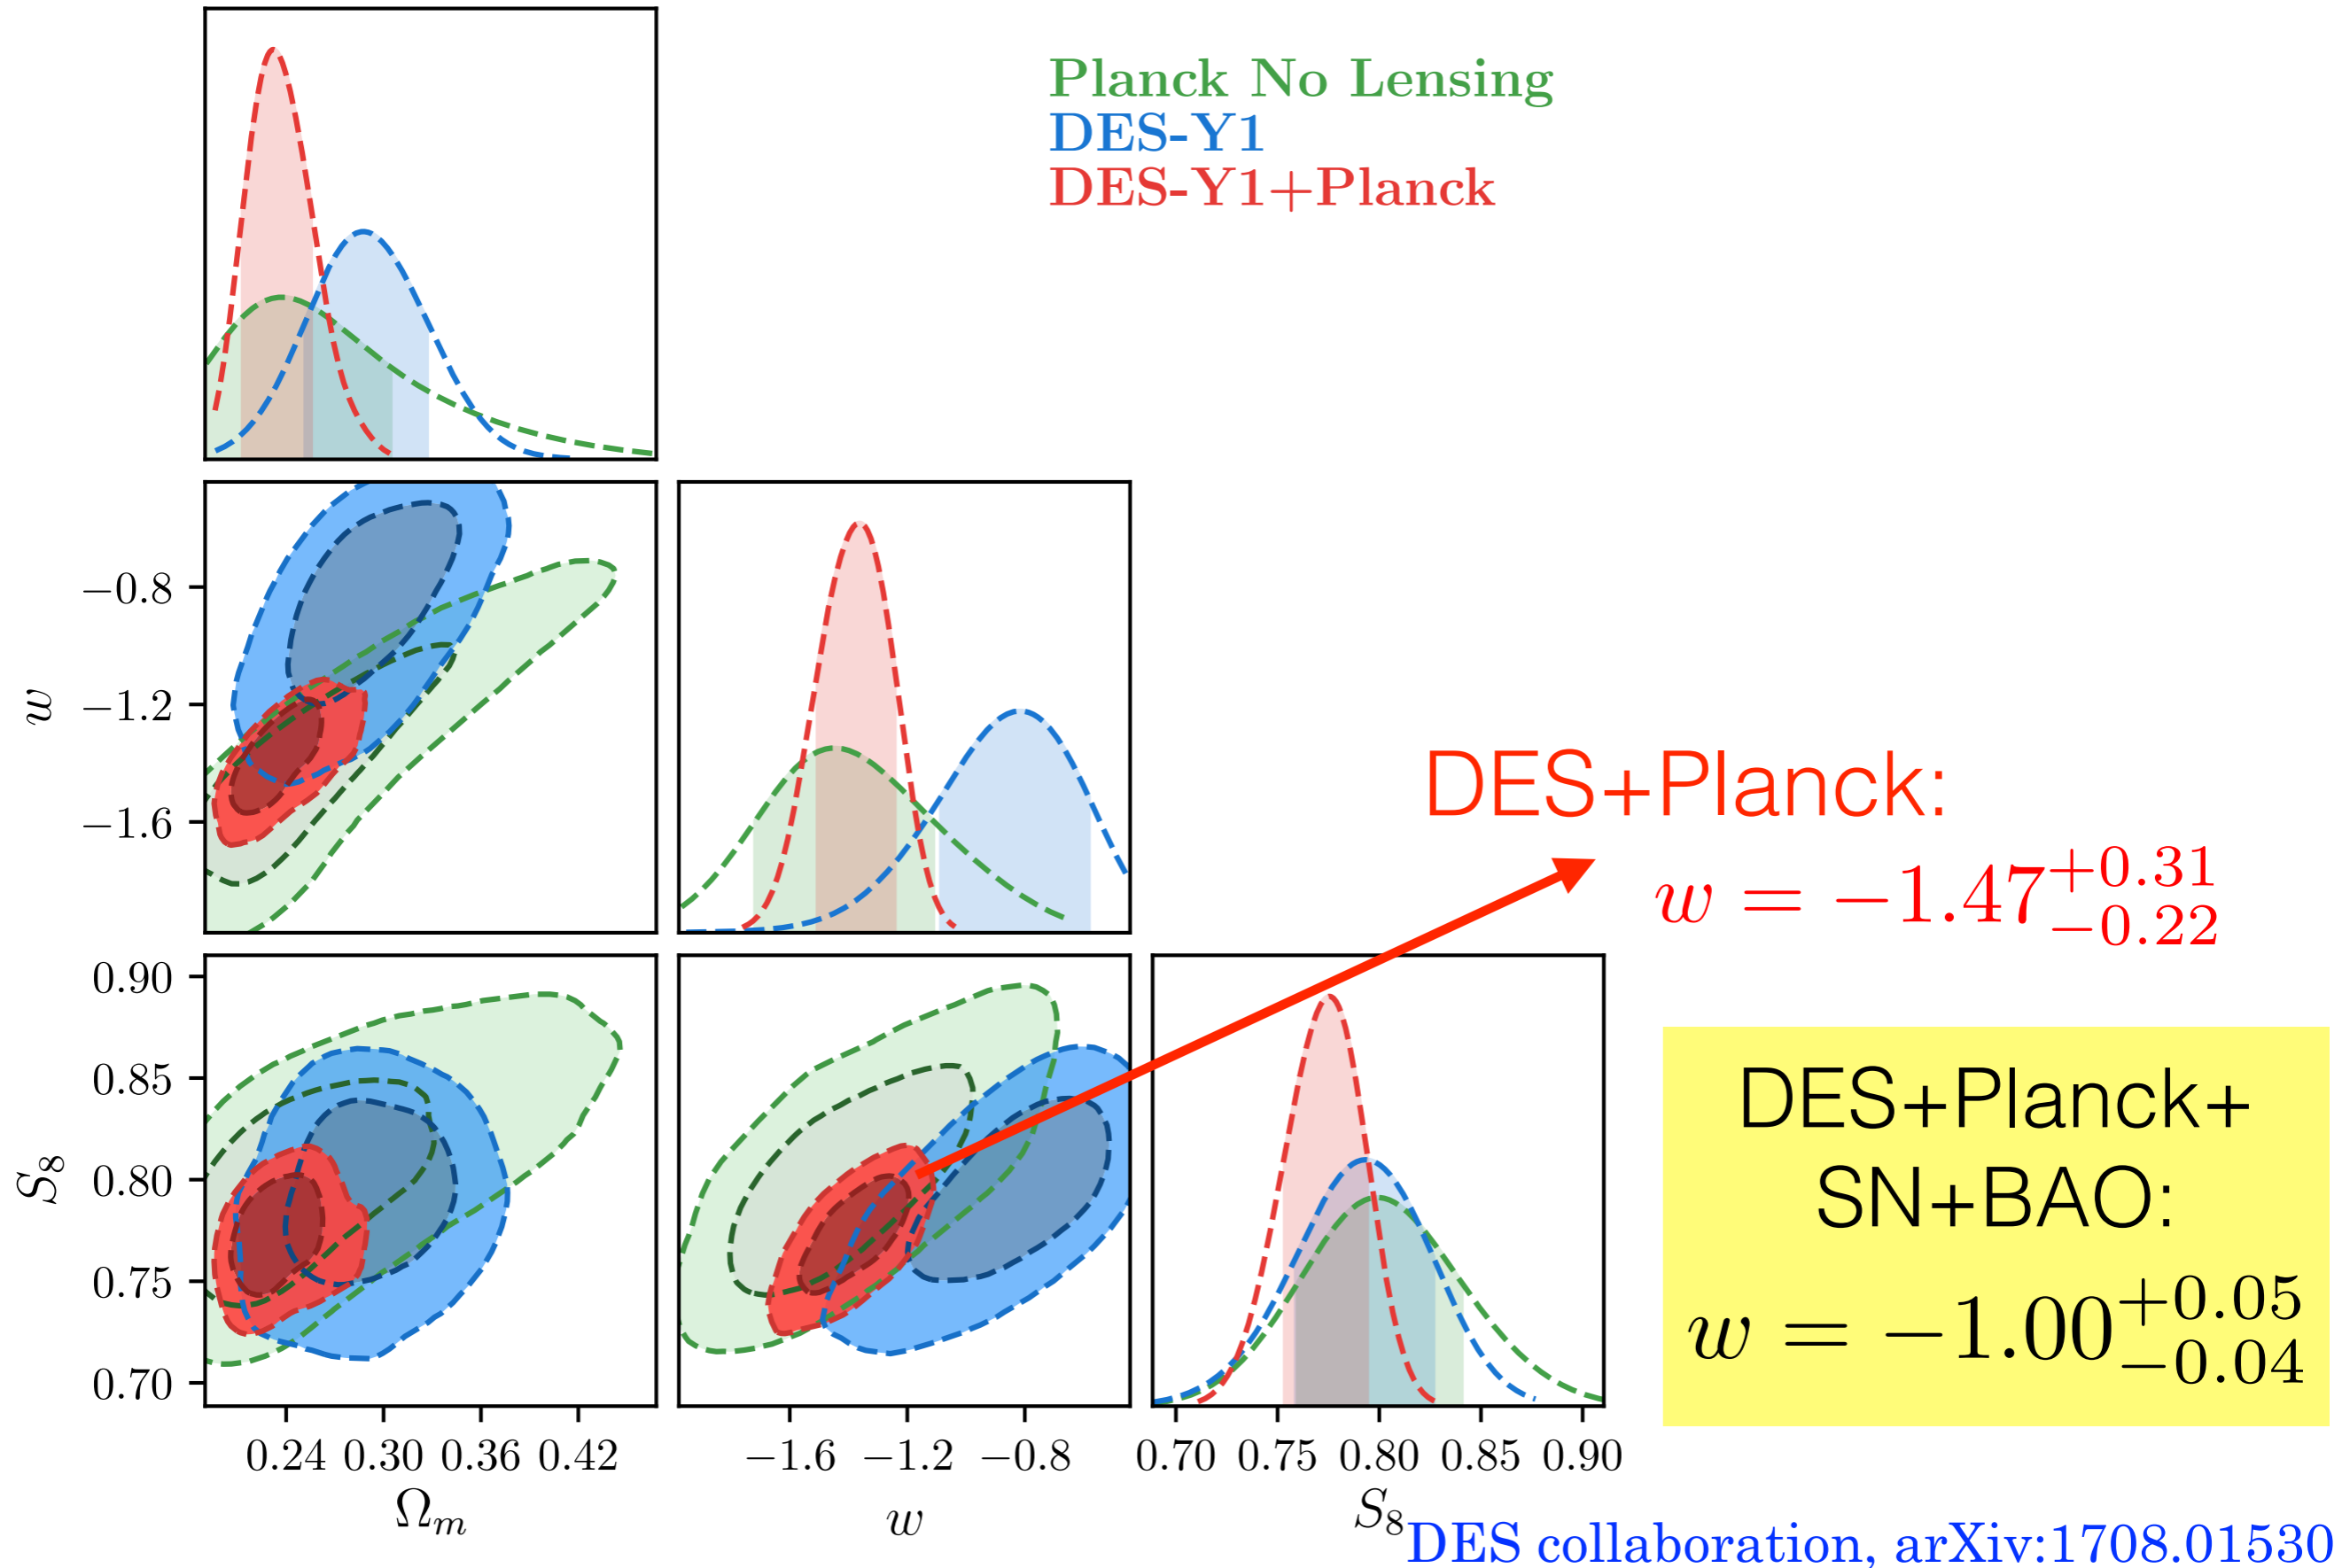 Planck No Lensing
DES-Y1
DES-Y1+Planck
−0.8
−1.2
−1.6
w
DES+Planck:
w = −1.47 +0.31 −0.22
0.90
0.85
0.80
0.75
0.70
S₈
DES+Planck+
SN+BAO:
w = −1.00 +0.05 −0.04
0.24 0.30 0.36 0.42
−1.6 −1.2 −0.8
0.70 0.75 0.80 0.85 0.90
Ωₘ
w
S₈
DES collaboration, arXiv:1708.01530